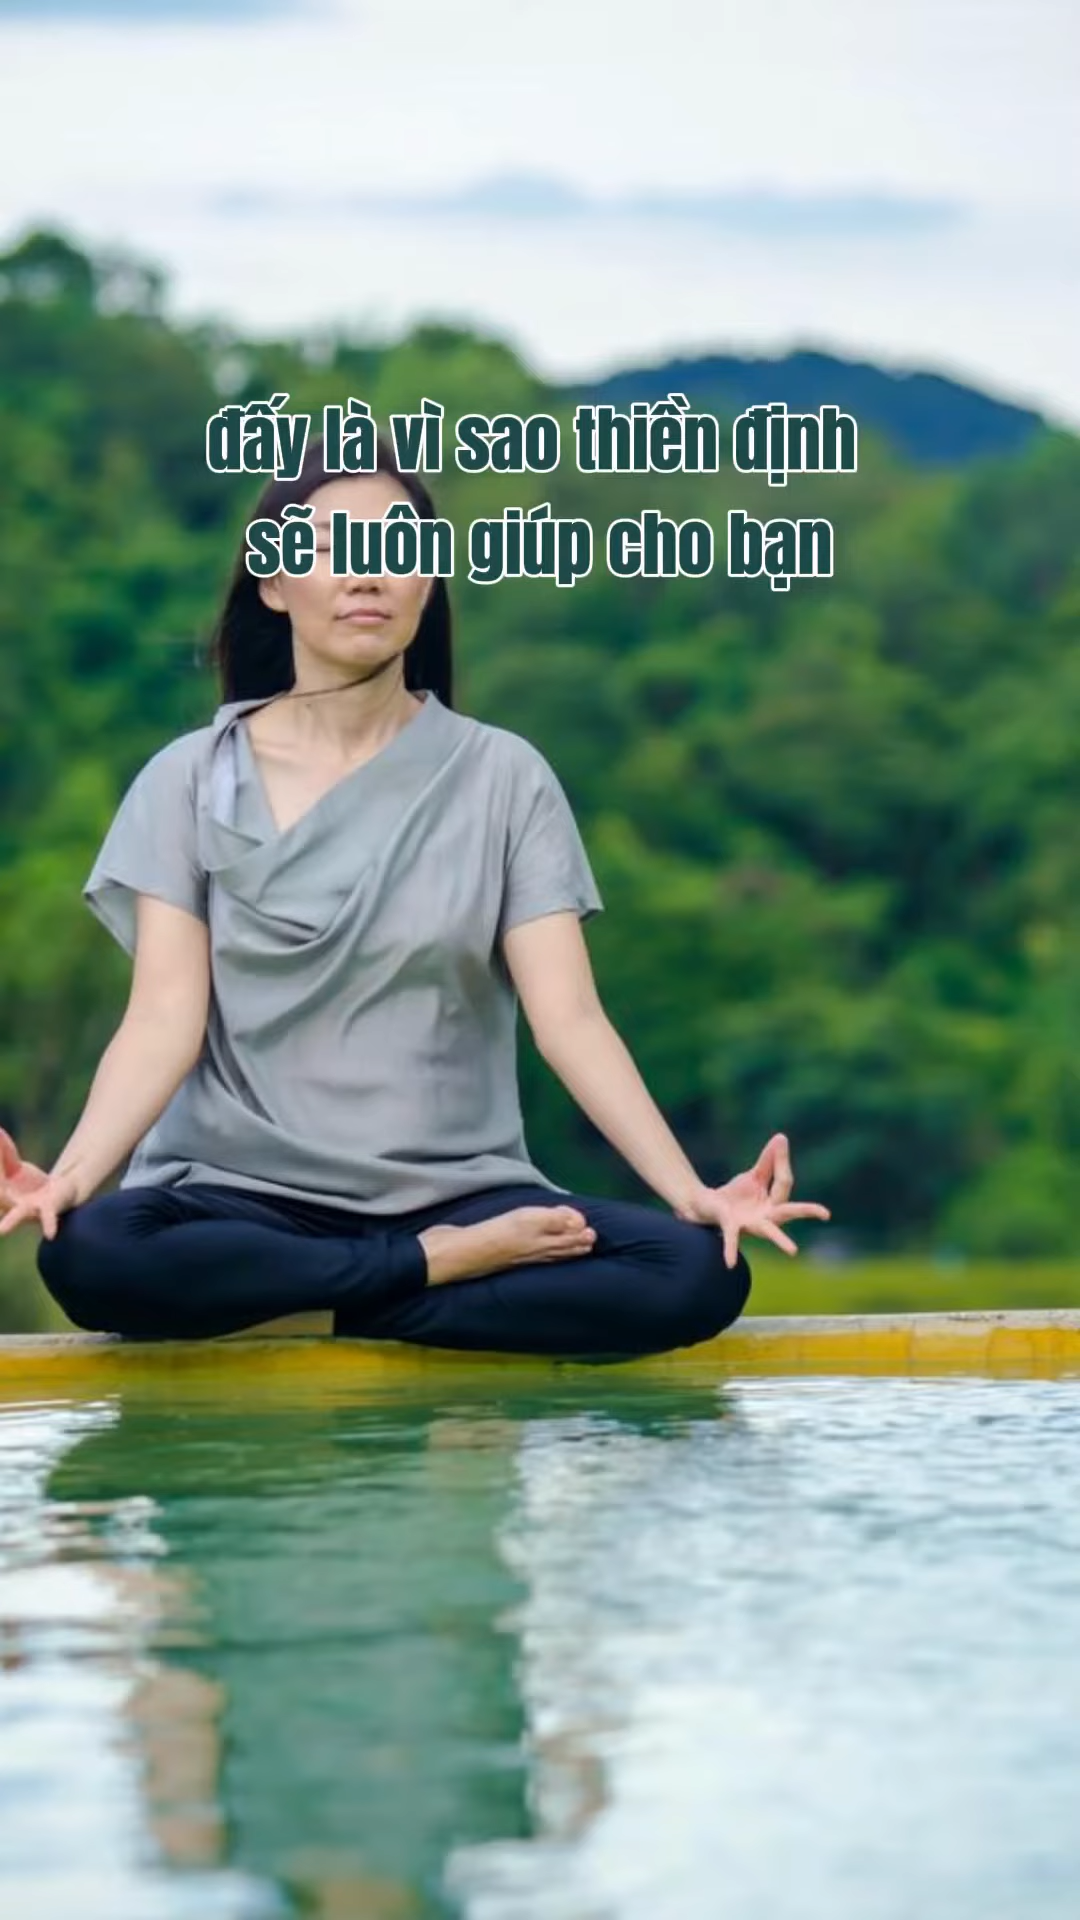 đấy là vì sao thiền định
sẽ luôn giúp cho bạn